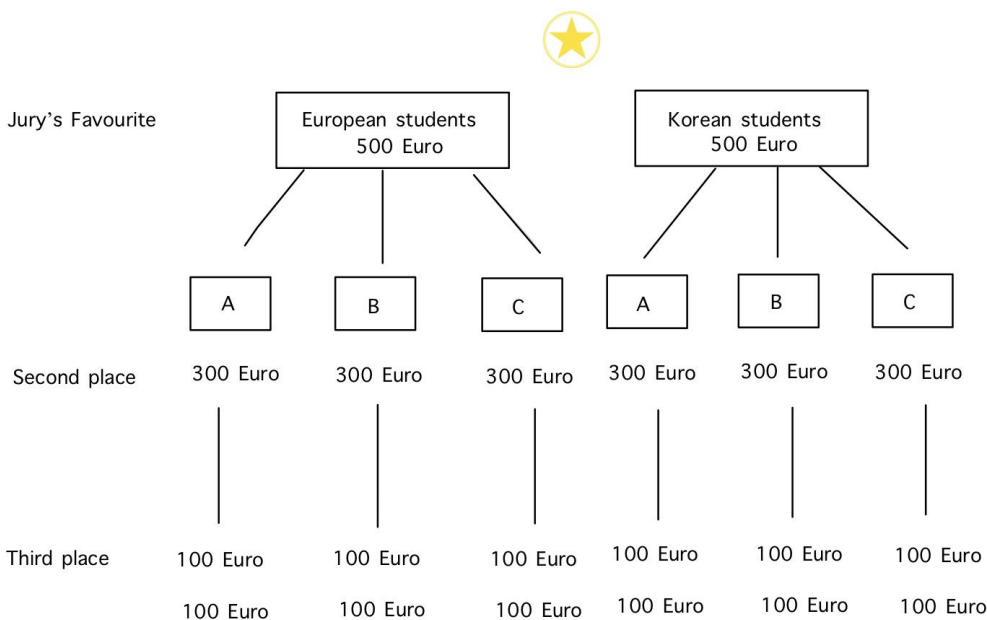 Jury's Favourite
European students
500 Euro
Korean students
500 Euro
A
B
C
A
B
C
Second place
300 Euro
300 Euro
300 Euro
300 Euro
300 Euro
300 Euro
Third place
100 Euro
100 Euro
100 Euro
100 Euro
100 Euro
100 Euro
100 Euro
100 Euro
100 Euro
100 Euro
100 Euro
100 Euro